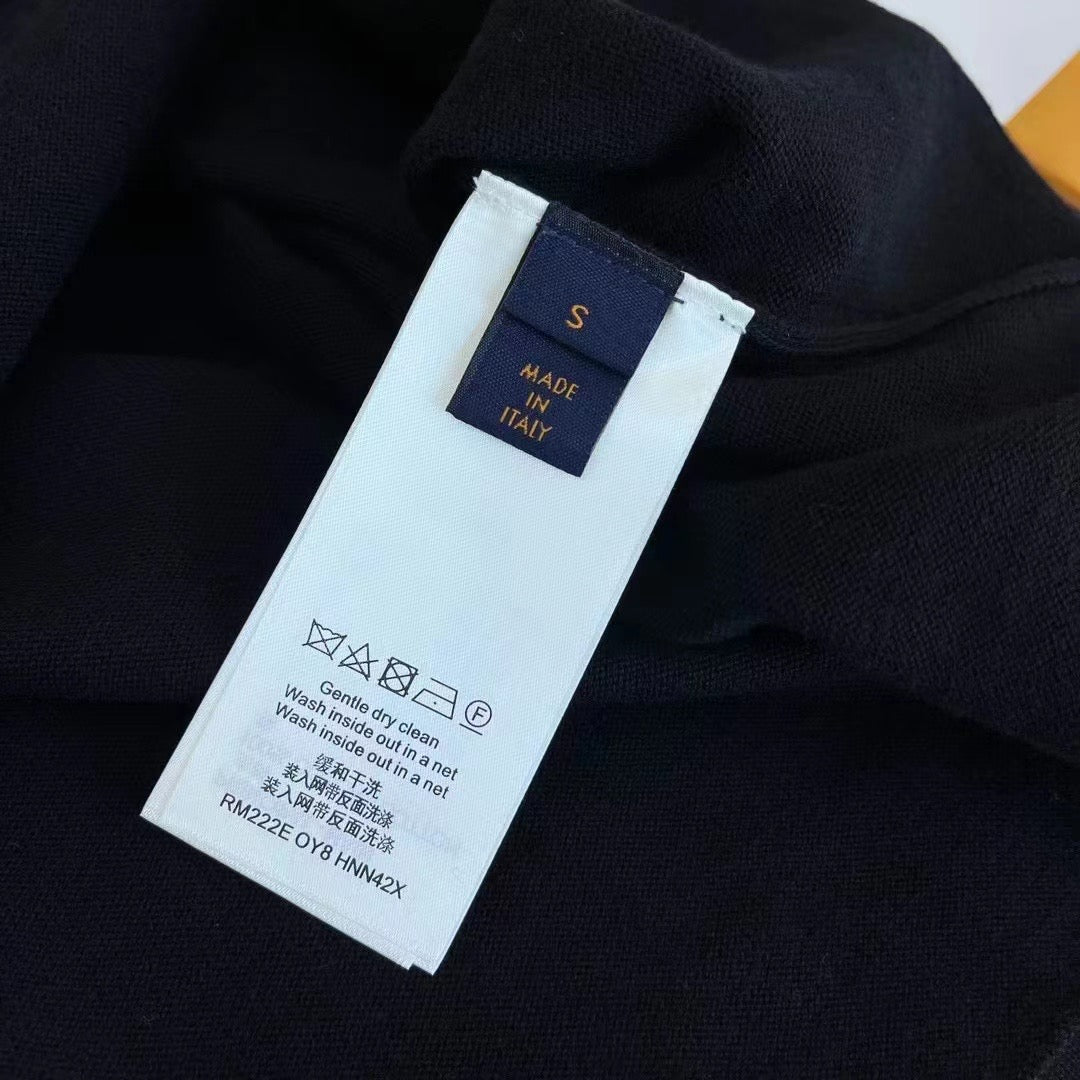 S
MADE
IN
ITALY
F
Gentle dry clean
Wash inside out in a net
Wash inside out in a net
缓和干洗
装入网带反面洗涤
装入网带反面洗涤
RM222E OY8 HNN42X